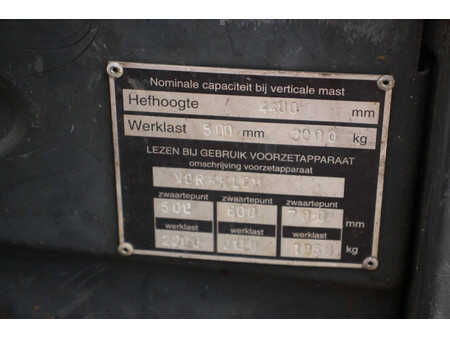 Nominale capaciteit bij verticale mast
Hefhoogte mm
Werklast 500 mm kg
LEZEN BIJ GEBRUIK VOORZETAPPARAAT
omschrijving voorzetapparaat
zwaartepunt zwaartepunt zwaartepunt
500 600 700 mm
werklast werklast werklast
kg